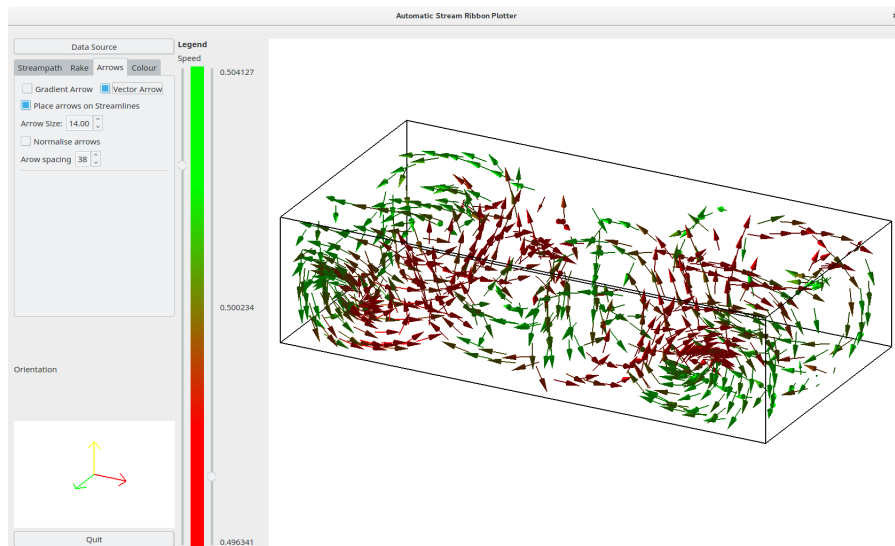 Automatic Stream Ribbon Plotter
Data Source
Streampath Rake Arrows Colour
Gradient Arrow Vector Arrow
Place arrows on Streamlines
Arrow Size: 14.00
Normalise arrows
Arow spacing 38
Orientation
Quit
Legend
Speed
0.504127
0.500234
0.496341